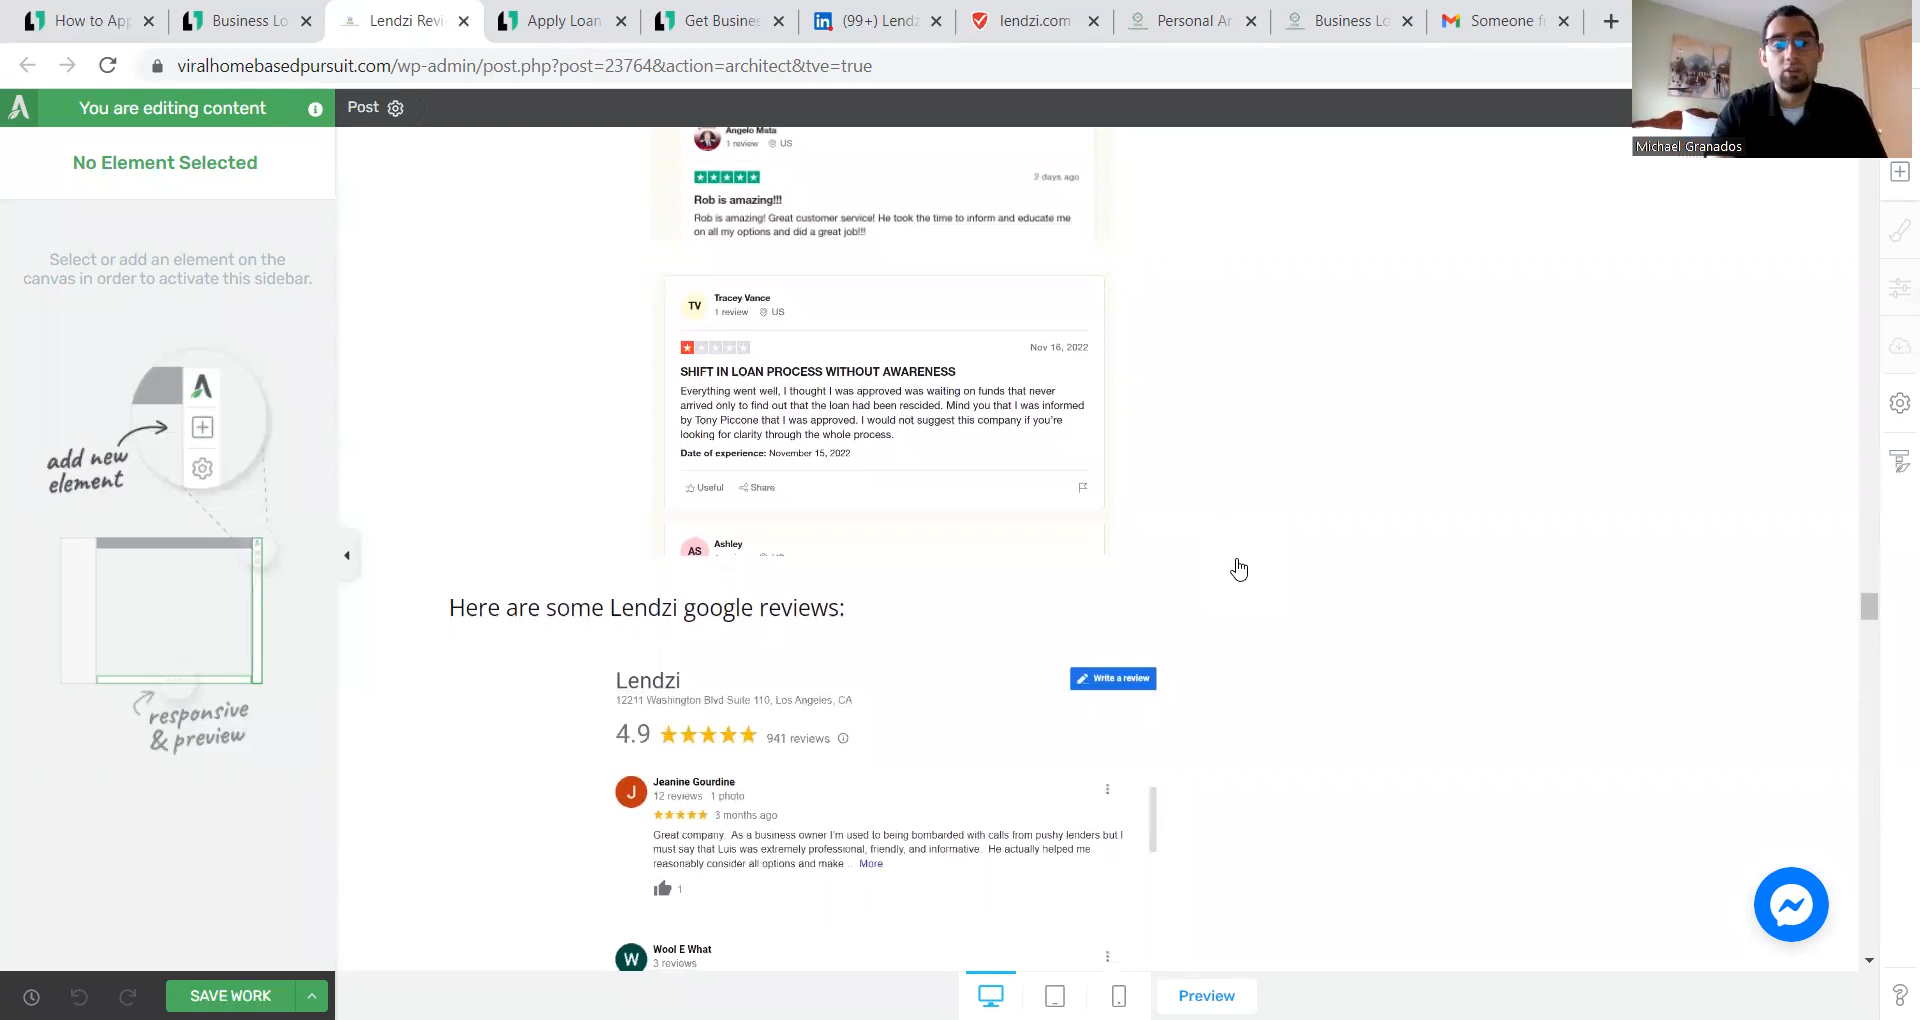 How to App
Business Lo
Lendzi Revi
Apply Loan
Get Busines
(99+) Lendz
lendzi.com
Personal Ar
Business Lo
Someone f
viralhomebasedpursuit.com/wp-admin/post.php?post=23764&action=architect&tve=true
You are editing content
Post
Michael Granados
No Element Selected
Select or add an element on the
canvas in order to activate this sidebar.
add new
element
responsive
& preview
SAVE WORK
Angelo Mata
1 review US
2 days ago
Rob is amazing!!!
Rob is amazing! Great customer service! He took the time to inform and educate me
on all my options and did a great job!!!
TV
Tracey Vance
1 review US
Nov 16, 2022
SHIFT IN LOAN PROCESS WITHOUT AWARENESS
Everything went well, I thought I was approved was waiting on funds that never
arrived only to find out that the loan had been rescided. Mind you that I was informed
by Tony Piccone that I was approved. I would not suggest this company if you're
looking for clarity through the whole process.
Date of experience: November 15, 2022
Useful Share
AS
Ashley
Here are some Lendzi google reviews:
Lendzi
Write a review
12211 Washington Blvd Suite 110, Los Angeles, CA
4.9 941 reviews
J
Jeanine Gourdine
12 reviews 1 photo
3 months ago
Great company. As a business owner I'm used to being bombarded with calls from pushy lenders but I
must say that Luis was extremely professional, friendly, and informative. He actually helped me
reasonably consider all options and make ... More
1
W
Wool E What
3 reviews
Preview